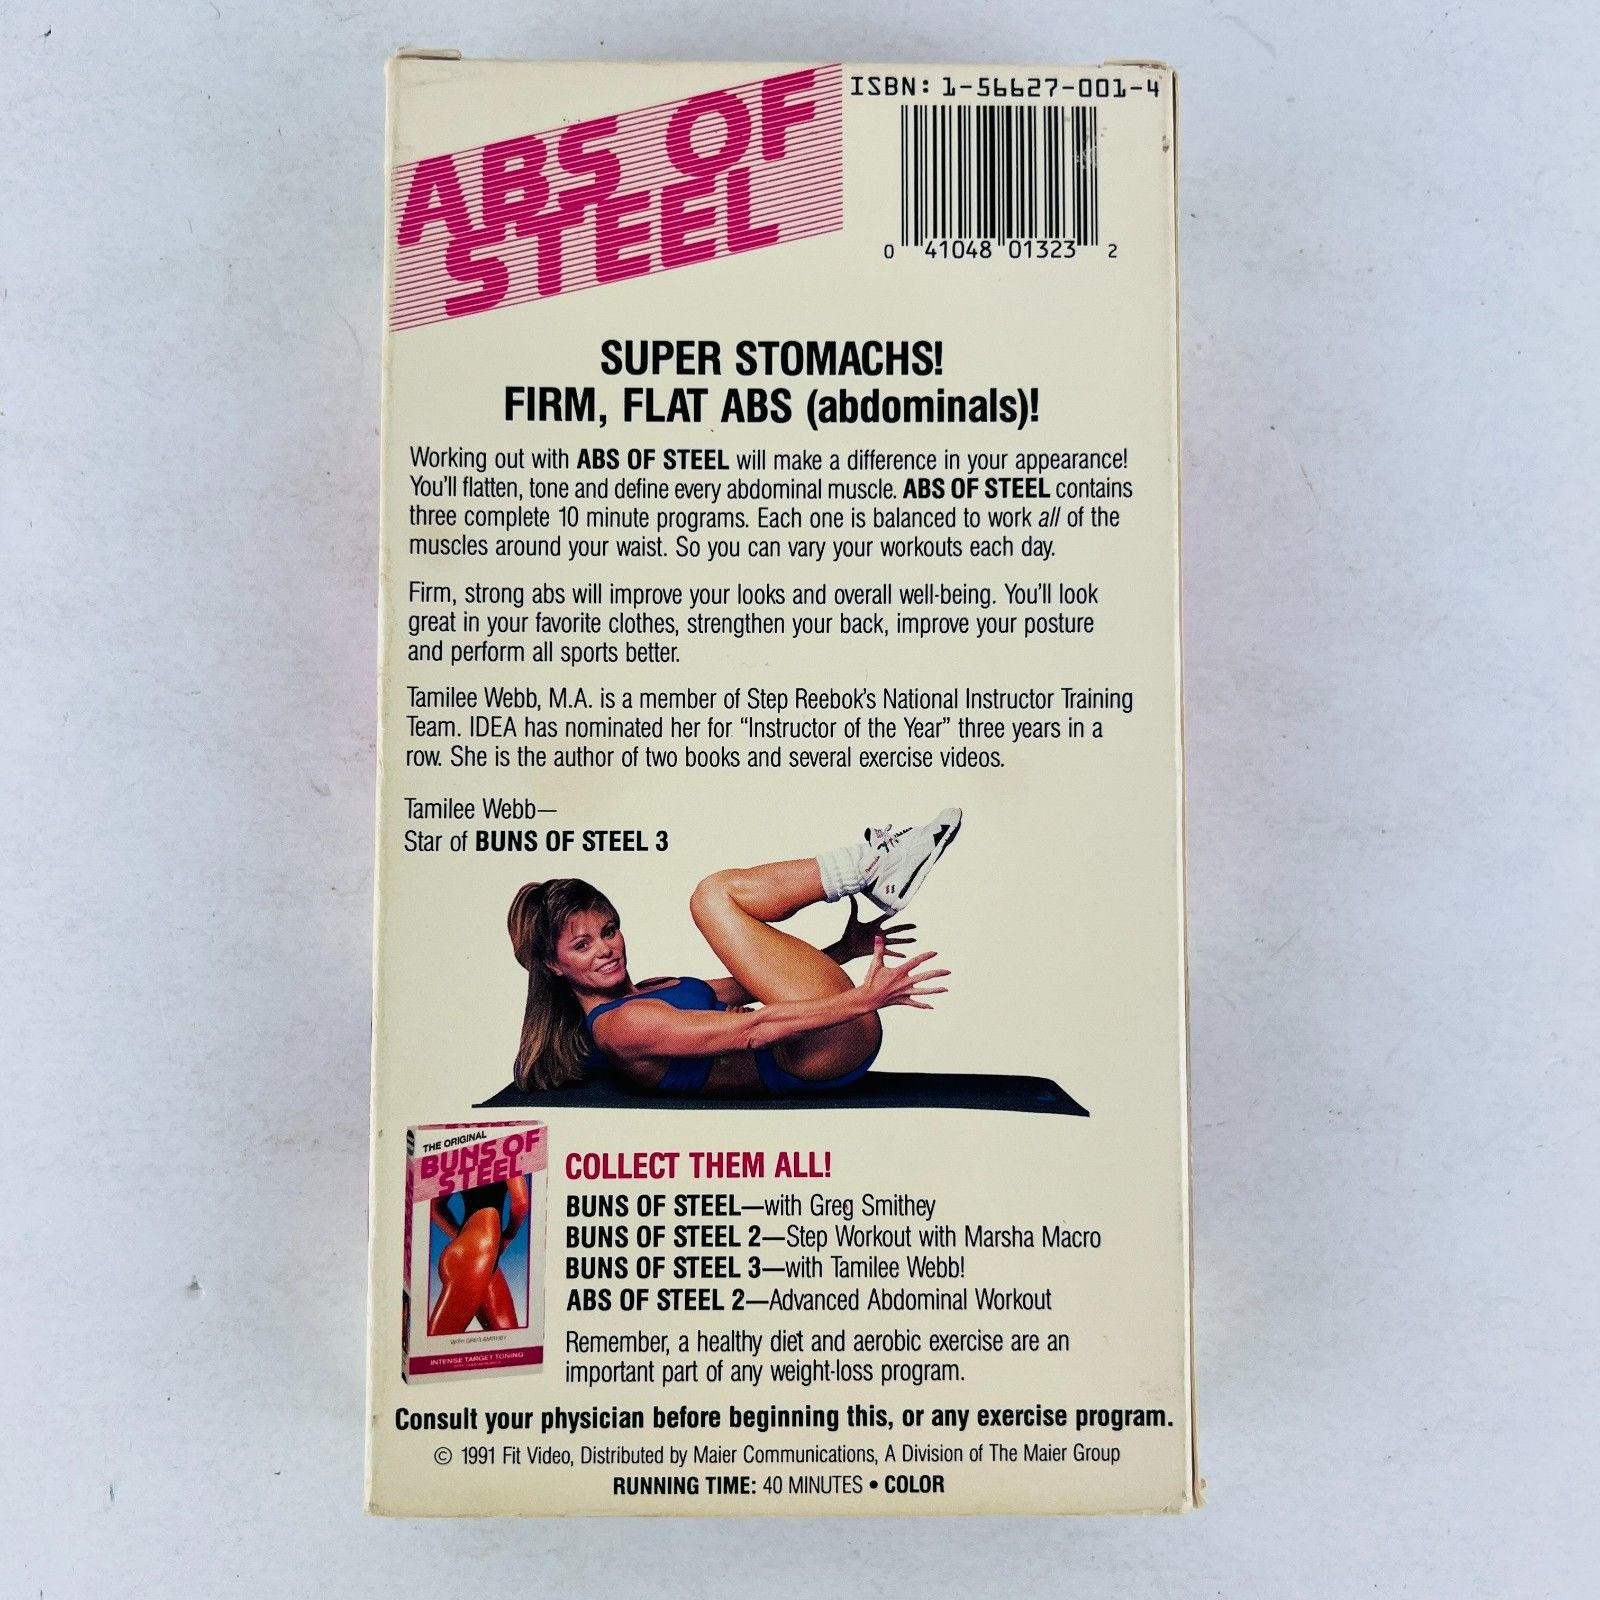 ABS OF
STEEL
ISBN: 1-56627-001-4
0 41048 01323 2
SUPER STOMACHS!
FIRM, FLAT ABS (abdominals)!
Working out with ABS OF STEEL will make a difference in your appearance!
You'll flatten, tone and define every abdominal muscle. ABS OF STEEL contains
three complete 10 minute programs. Each one is balanced to work all of the
muscles around your waist. So you can vary your workouts each day.
Firm, strong abs will improve your looks and overall well-being. You'll look
great in your favorite clothes, strengthen your back, improve your posture
and perform all sports better.
Tamilee Webb, M.A. is a member of Step Reebok's National Instructor Training
Team. IDEA has nominated her for “Instructor of the Year” three years in a
row. She is the author of two books and several exercise videos.
Tamilee Webb—
Star of BUNS OF STEEL 3
THE ORIGINAL
BUNS OF
STEEL
WITH GREG SMITHEY
INTENSE TARGET TONING
COLLECT THEM ALL!
BUNS OF STEEL—with Greg Smithey
BUNS OF STEEL 2—Step Workout with Marsha Macro
BUNS OF STEEL 3—with Tamilee Webb!
ABS OF STEEL 2—Advanced Abdominal Workout
Remember, a healthy diet and aerobic exercise are an
important part of any weight-loss program.
Consult your physician before beginning this, or any exercise program.
© 1991 Fit Video, Distributed by Maier Communications, A Division of The Maier Group
RUNNING TIME: 40 MINUTES • COLOR